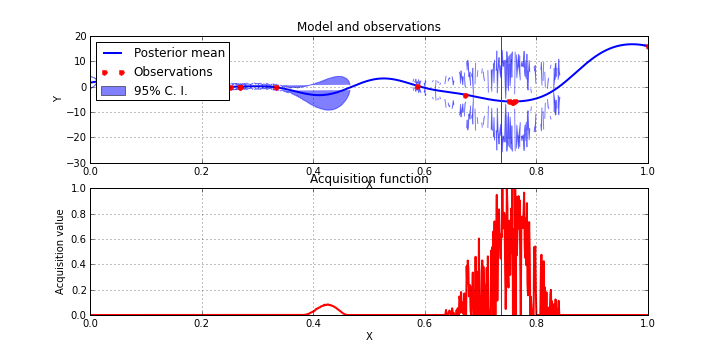 Model and observations
20
10
0
−10
−20
−30
Y
Posterior mean
Observations
95% C. I.
0.0 0.2 0.4 0.6 0.8 1.0
X
Acquisition function
1.0
0.8
0.6
0.4
0.2
0.0
Acquisition value
0.0 0.2 0.4 0.6 0.8 1.0
X